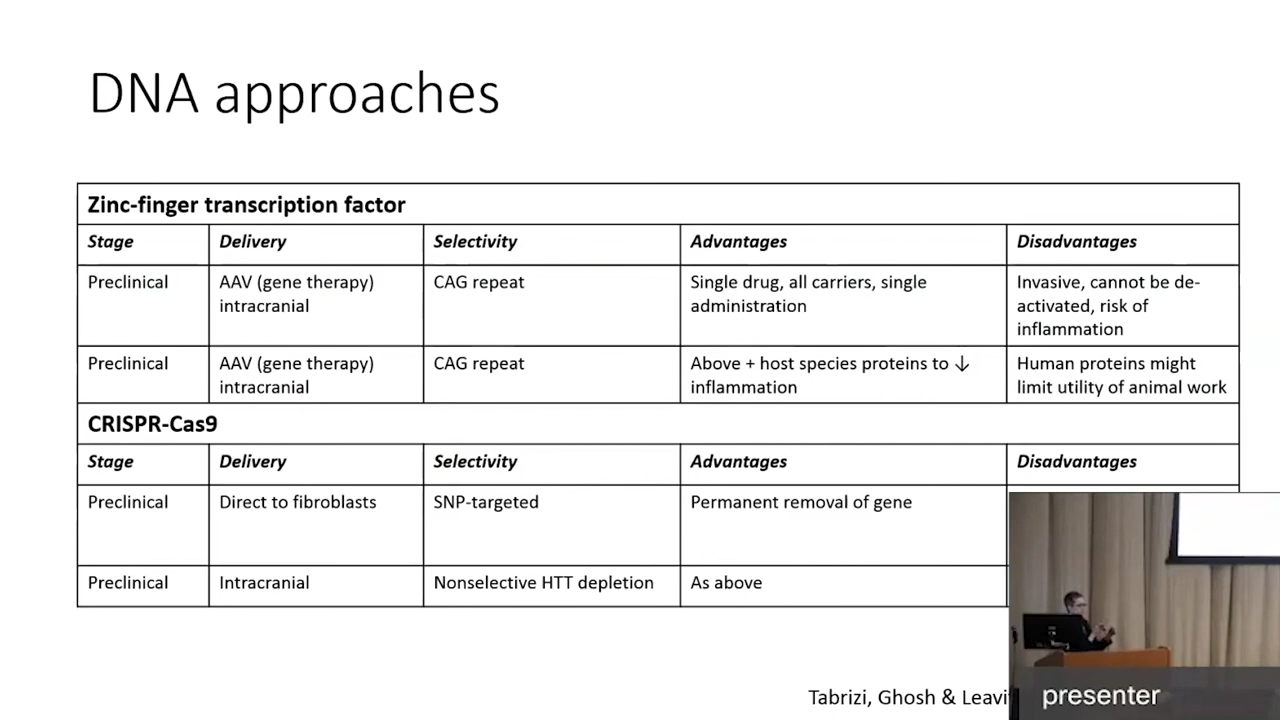 DNA approaches
Zinc-finger transcription factor
Stage Delivery Selectivity Advantages Disadvantages
Preclinical AAV (gene therapy) CAG repeat Single drug, all carriers, single Invasive, cannot be de-
intracranial administration activated, risk of
inflammation
Preclinical AAV (gene therapy) CAG repeat Above + host species proteins to ↓ Human proteins might
intracranial inflammation limit utility of animal work
CRISPR-Cas9
Stage Delivery Selectivity Advantages Disadvantages
Preclinical Direct to fibroblasts SNP-targeted Permanent removal of gene
Preclinical Intracranial Nonselective HTT depletion As above
Tabrizi, Ghosh & Leavi
presenter